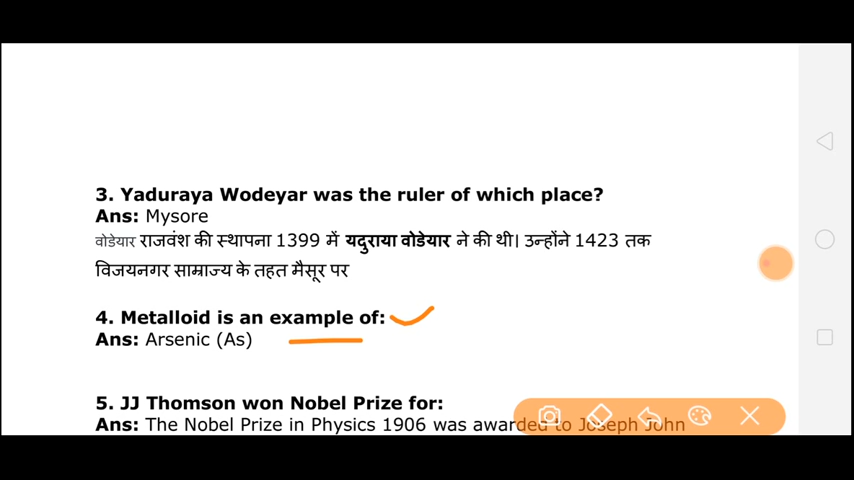 3. Yaduraya Wodeyar was the ruler of which place?
Ans: Mysore
वोडेयार राजवंश की स्थापना 1399 में यदुराया वोडेयार ने की थी। उन्होंने 1423 तक
विजयनगर साम्राज्य के तहत मैसूर पर
4. Metalloid is an example of:
Ans: Arsenic (As)
5. JJ Thomson won Nobel Prize for:
Ans: The Nobel Prize in Physics 1906 was awarded to Joseph John